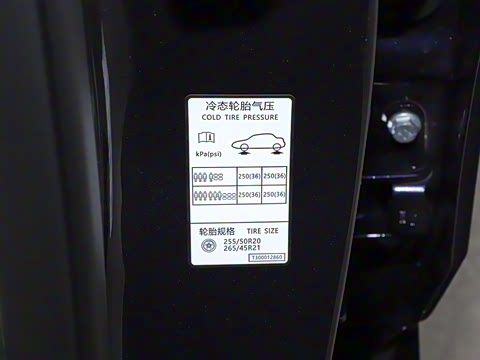 冷态轮胎气压
COLD TIRE PRESSURE
kPa(psi)
250(36) 250(36)
250(36) 250(36)
轮胎规格 TIRE SIZE
255/50R20
265/45R21
T300012860